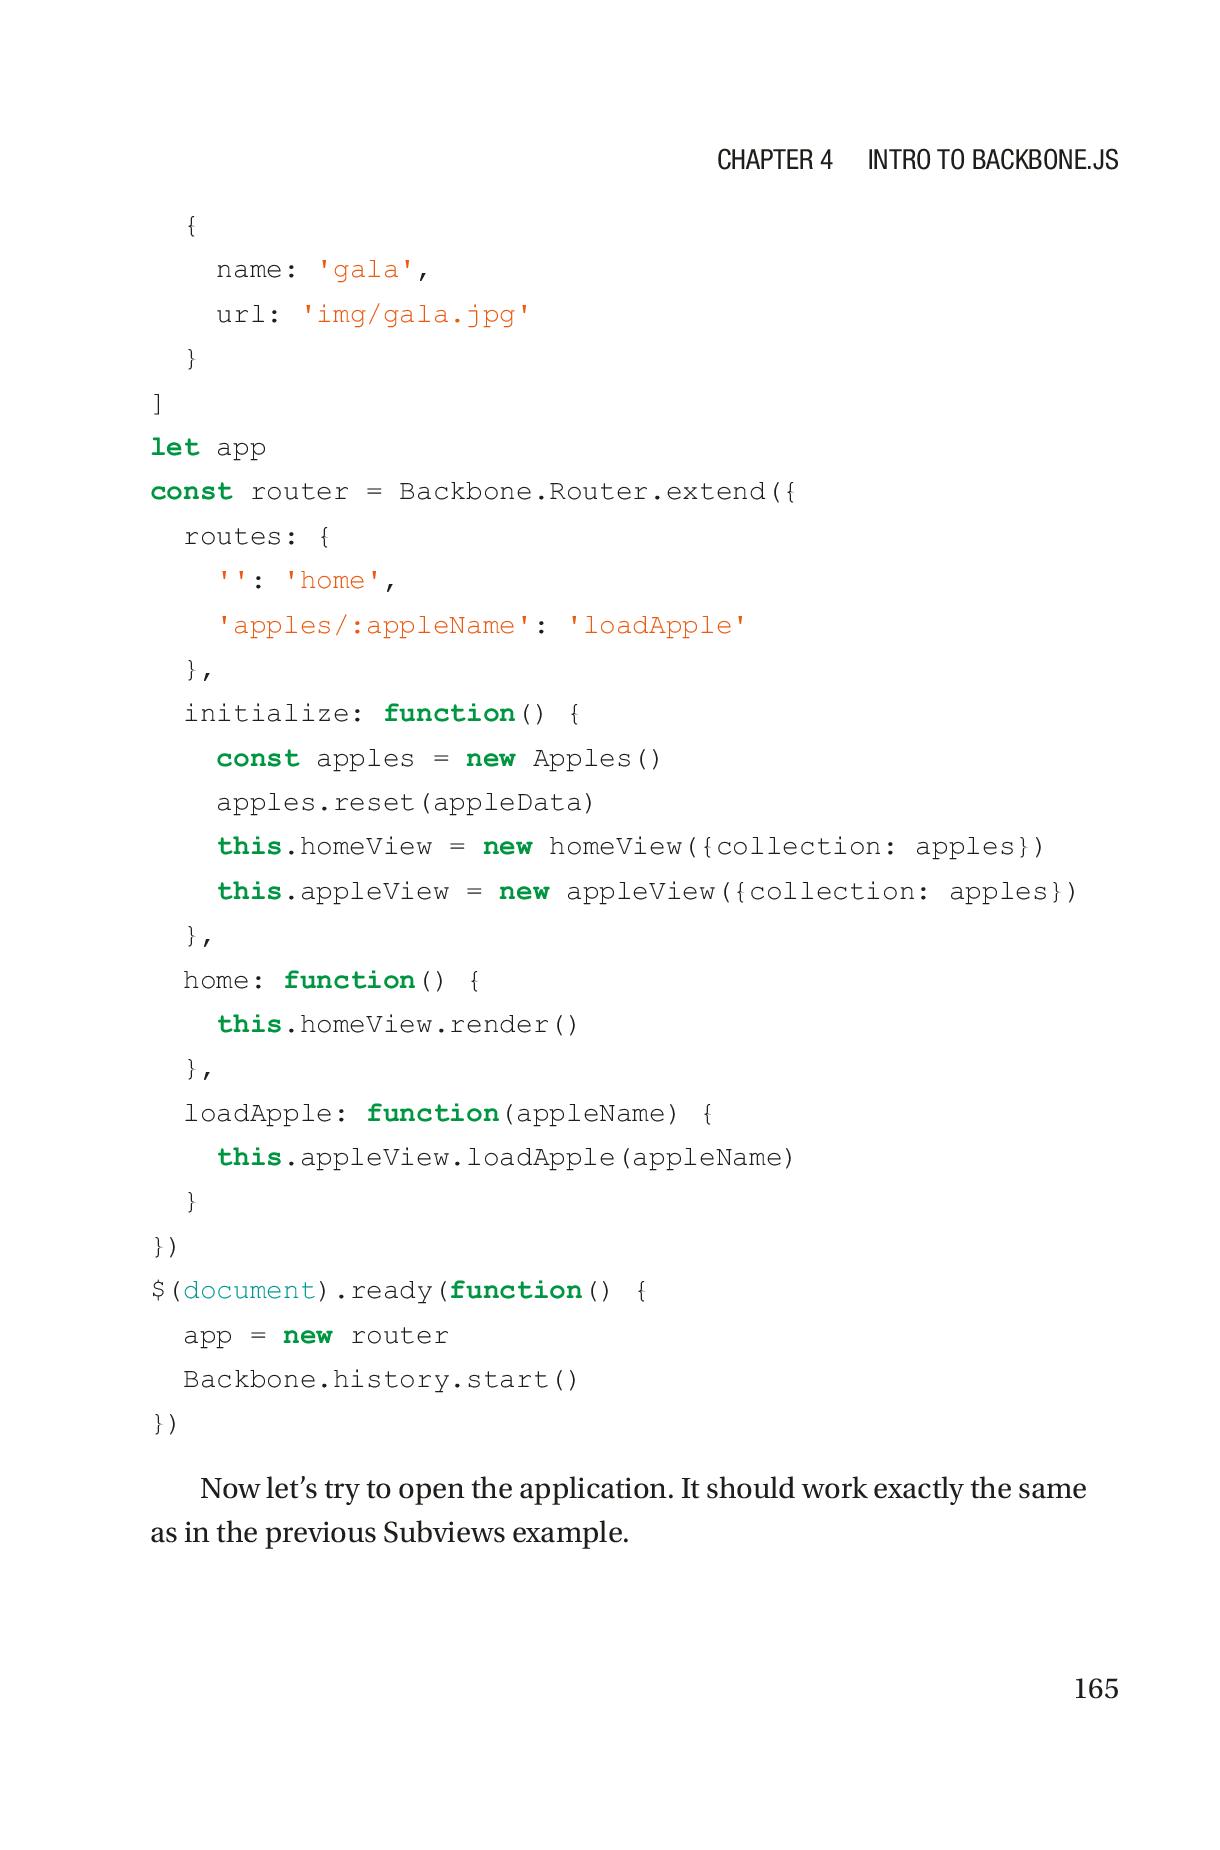 CHAPTER 4 INTRO TO BACKBONE.JS
  {
    name: 'gala',
    url: 'img/gala.jpg'
  }
]
let app
const router = Backbone.Router.extend({
  routes: {
    '': 'home',
    'apples/:appleName': 'loadApple'
  },
  initialize: function() {
    const apples = new Apples()
    apples.reset(appleData)
    this.homeView = new homeView({collection: apples})
    this.appleView = new appleView({collection: apples})
  },
  home: function() {
    this.homeView.render()
  },
  loadApple: function(appleName) {
    this.appleView.loadApple(appleName)
  }
})
$(document).ready(function() {
  app = new router
  Backbone.history.start()
})
Now let’s try to open the application. It should work exactly the same
as in the previous Subviews example.
165